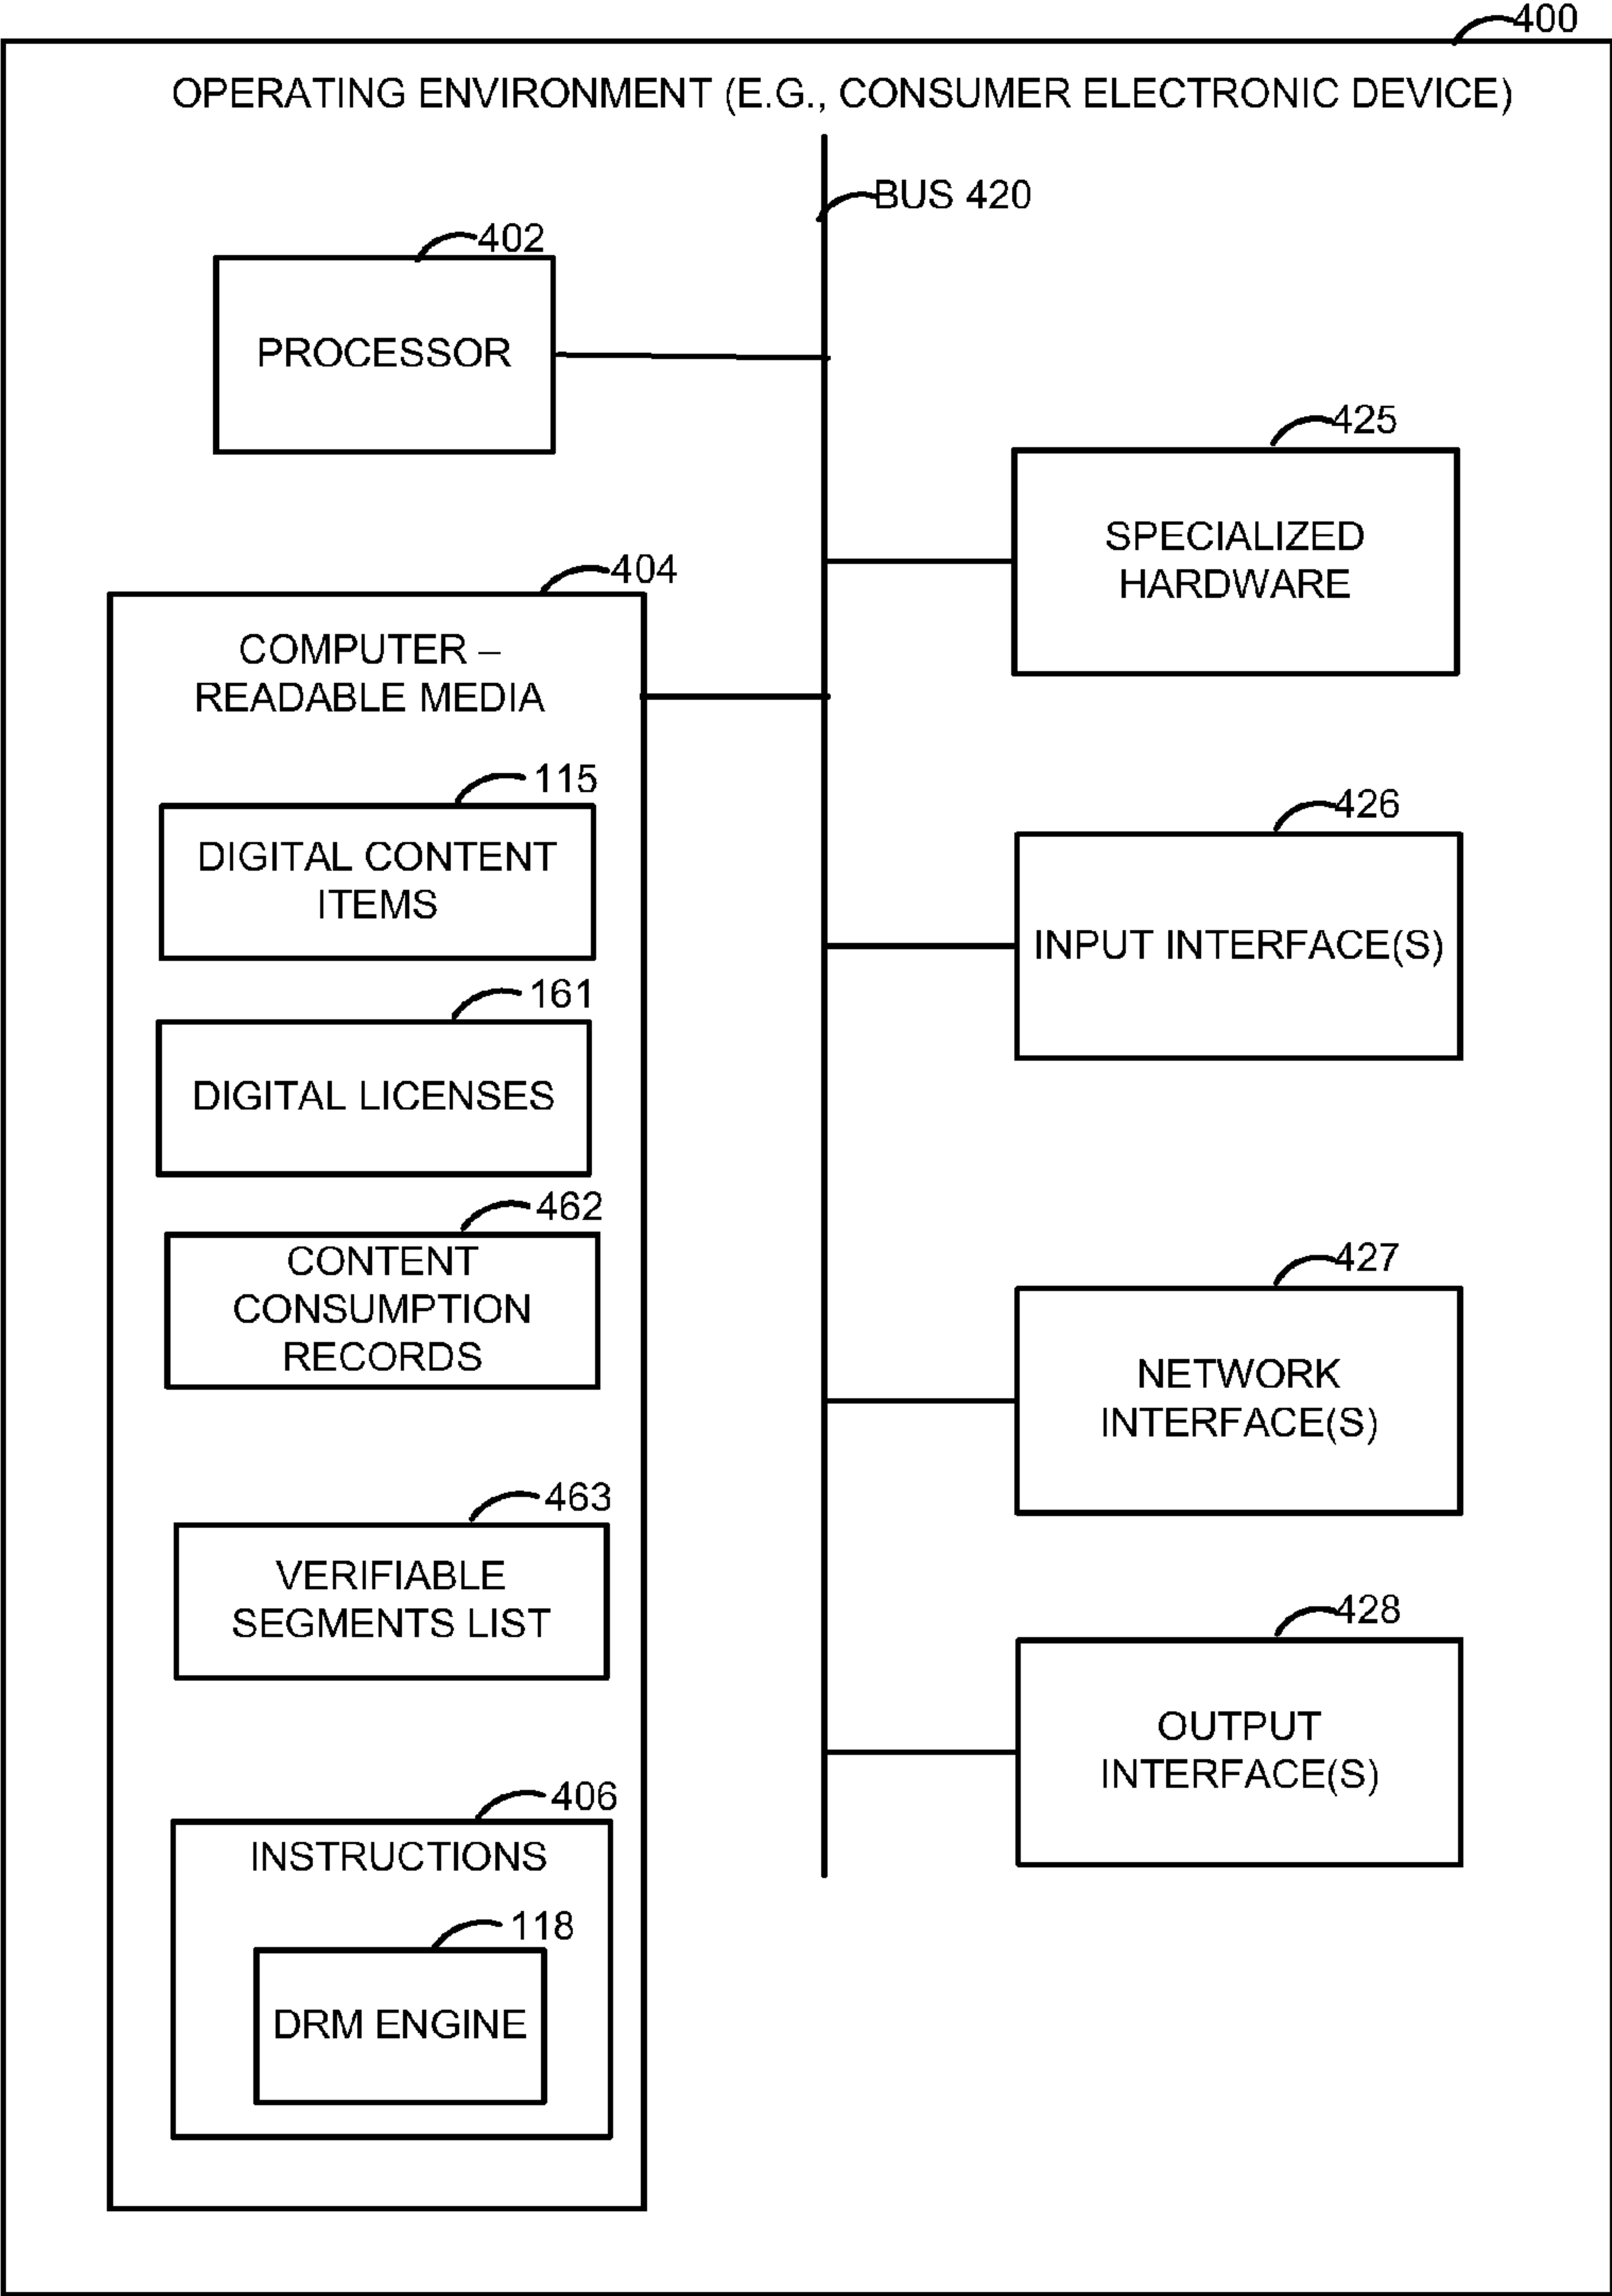 400
OPERATING ENVIRONMENT (E.G., CONSUMER ELECTRONIC DEVICE)
BUS 420
402
PROCESSOR
425
SPECIALIZED
HARDWARE
404
COMPUTER –
READABLE MEDIA
115
DIGITAL CONTENT
ITEMS
426
INPUT INTERFACE(S)
161
DIGITAL LICENSES
462
CONTENT
CONSUMPTION
RECORDS
427
NETWORK
INTERFACE(S)
463
VERIFIABLE
SEGMENTS LIST
428
OUTPUT
INTERFACE(S)
406
INSTRUCTIONS
118
DRM ENGINE